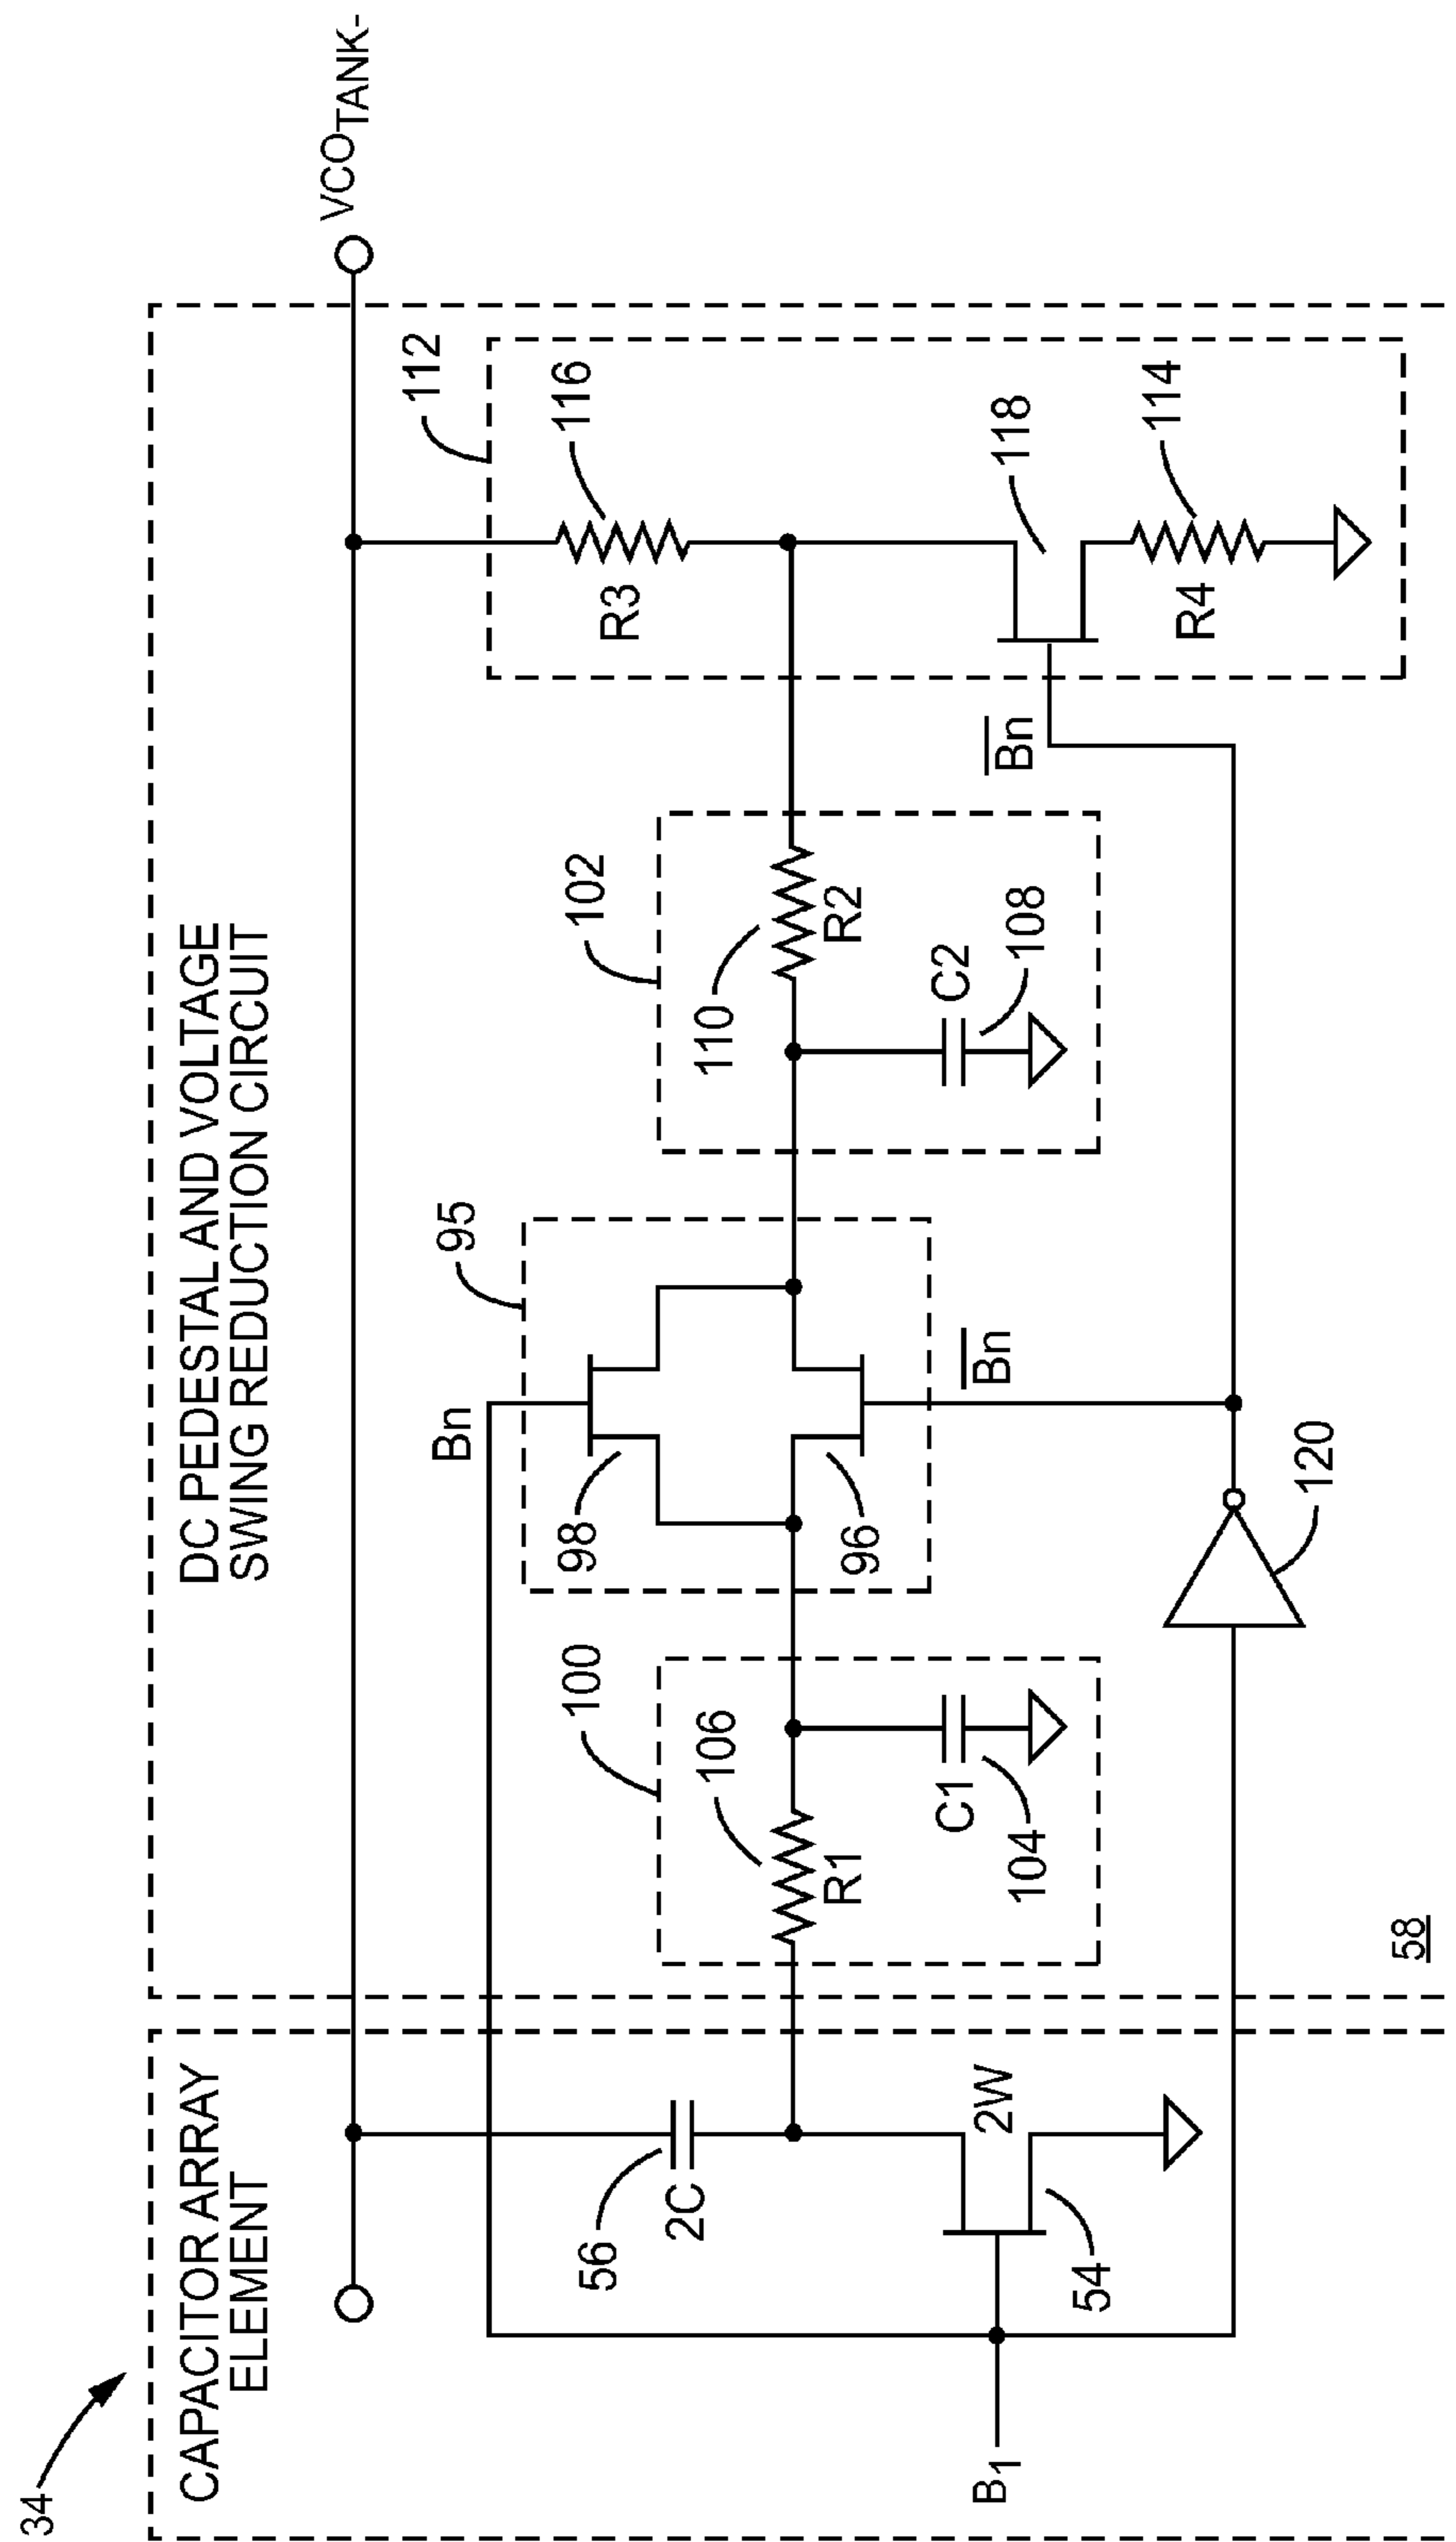 34
CAPACITOR ARRAY
ELEMENT
DC PEDESTAL AND VOLTAGE
SWING REDUCTION CIRCUIT
VCOTANK-
112
116
R3
118
114
R4
Bn
102
110
R2
C2
108
95
Bn
98
96
Bn
120
100
106
R1
C1
104
56
2C
2W
54
B1
58